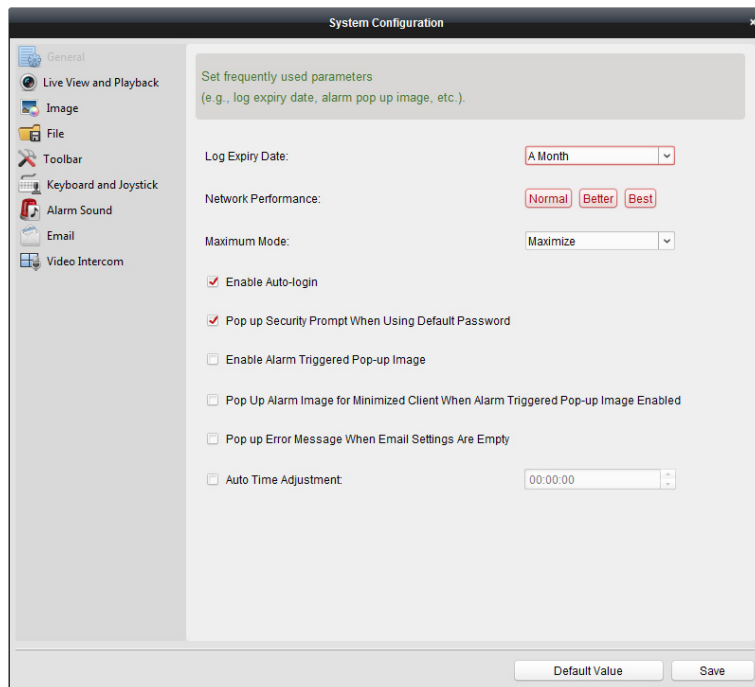 System Configuration
General
Live View and Playback
Image
File
Toolbar
Keyboard and Joystick
Alarm Sound
Email
Video Intercom
Set frequently used parameters
(e.g., log expiry date, alarm pop up image, etc.).
Log Expiry Date: A Month
Network Performance: Normal Better Best
Maximum Mode: Maximize
Enable Auto-login
Pop up Security Prompt When Using Default Password
Enable Alarm Triggered Pop-up Image
Pop Up Alarm Image for Minimized Client When Alarm Triggered Pop-up Image Enabled
Pop up Error Message When Email Settings Are Empty
Auto Time Adjustment: 00:00:00
Default Value Save